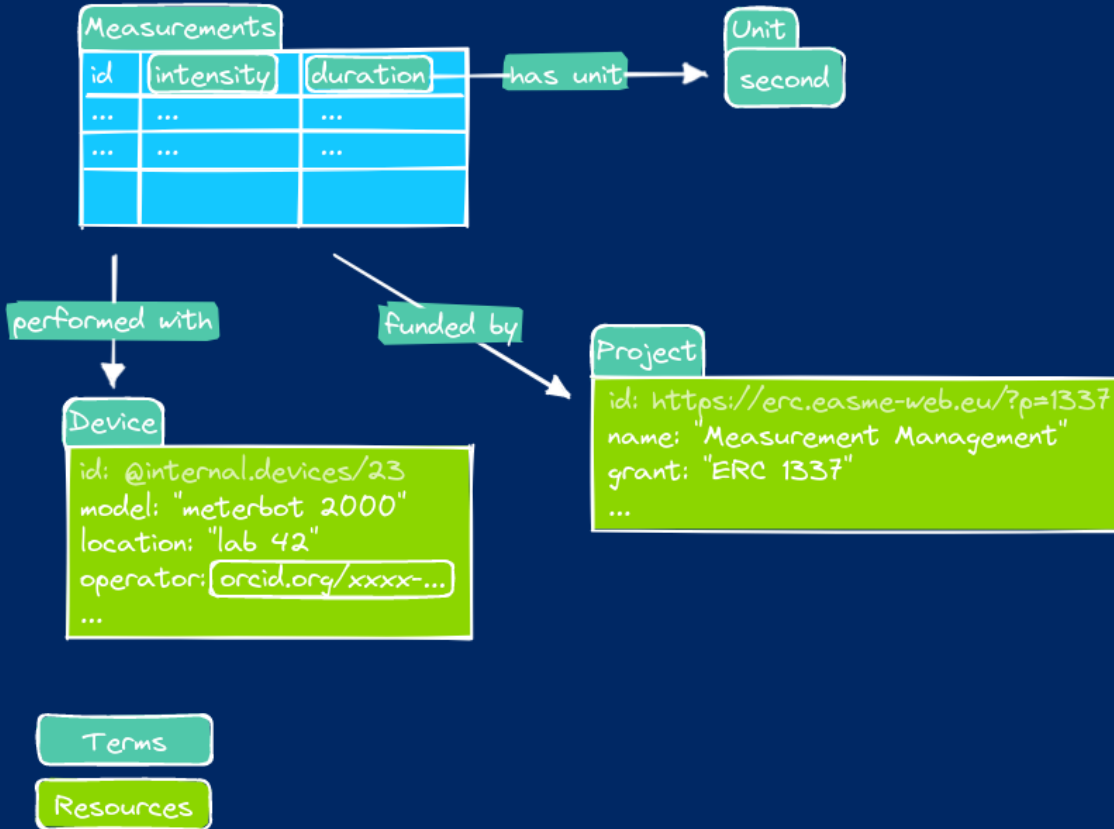 Measurements
id intensity duration
has unit
Unit
second
... ... ...
... ... ...
performed with
funded by
Device
id: @internal.devices/23
model: "meterbot 2000"
location: "lab 42"
operator: orcid.org/xxxx-...
...
Project
id: https://erc.easme-web.eu/?p=1337
name: "Measurement Management"
grant: "ERC 1337"
...
Terms
Resources